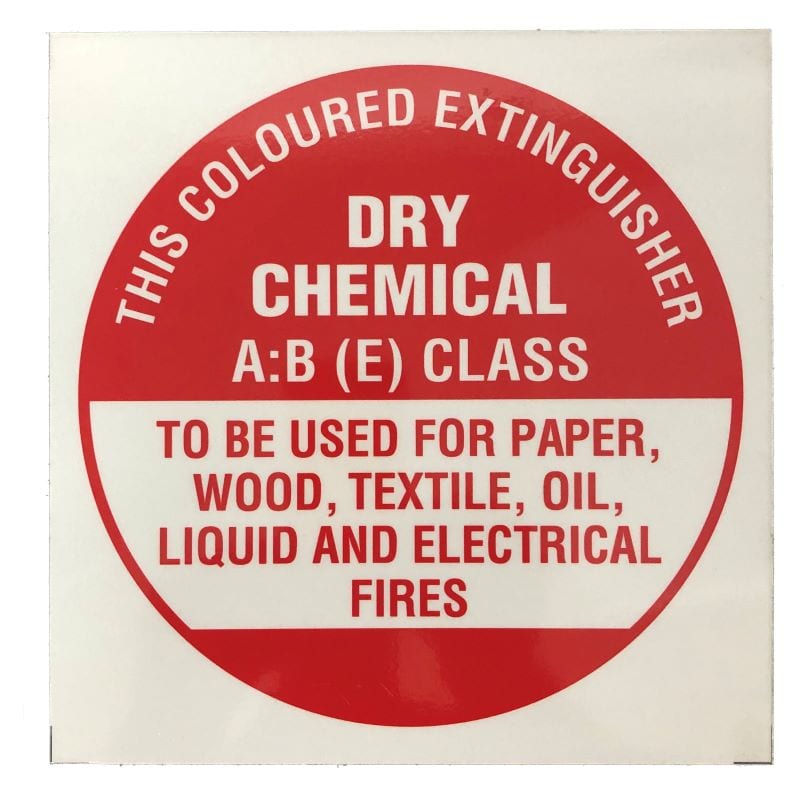 THIS COLOURED EXTINGUISHER
DRY
CHEMICAL
A:B (E) CLASS
TO BE USED FOR PAPER,
WOOD, TEXTILE, OIL,
LIQUID AND ELECTRICAL
FIRES